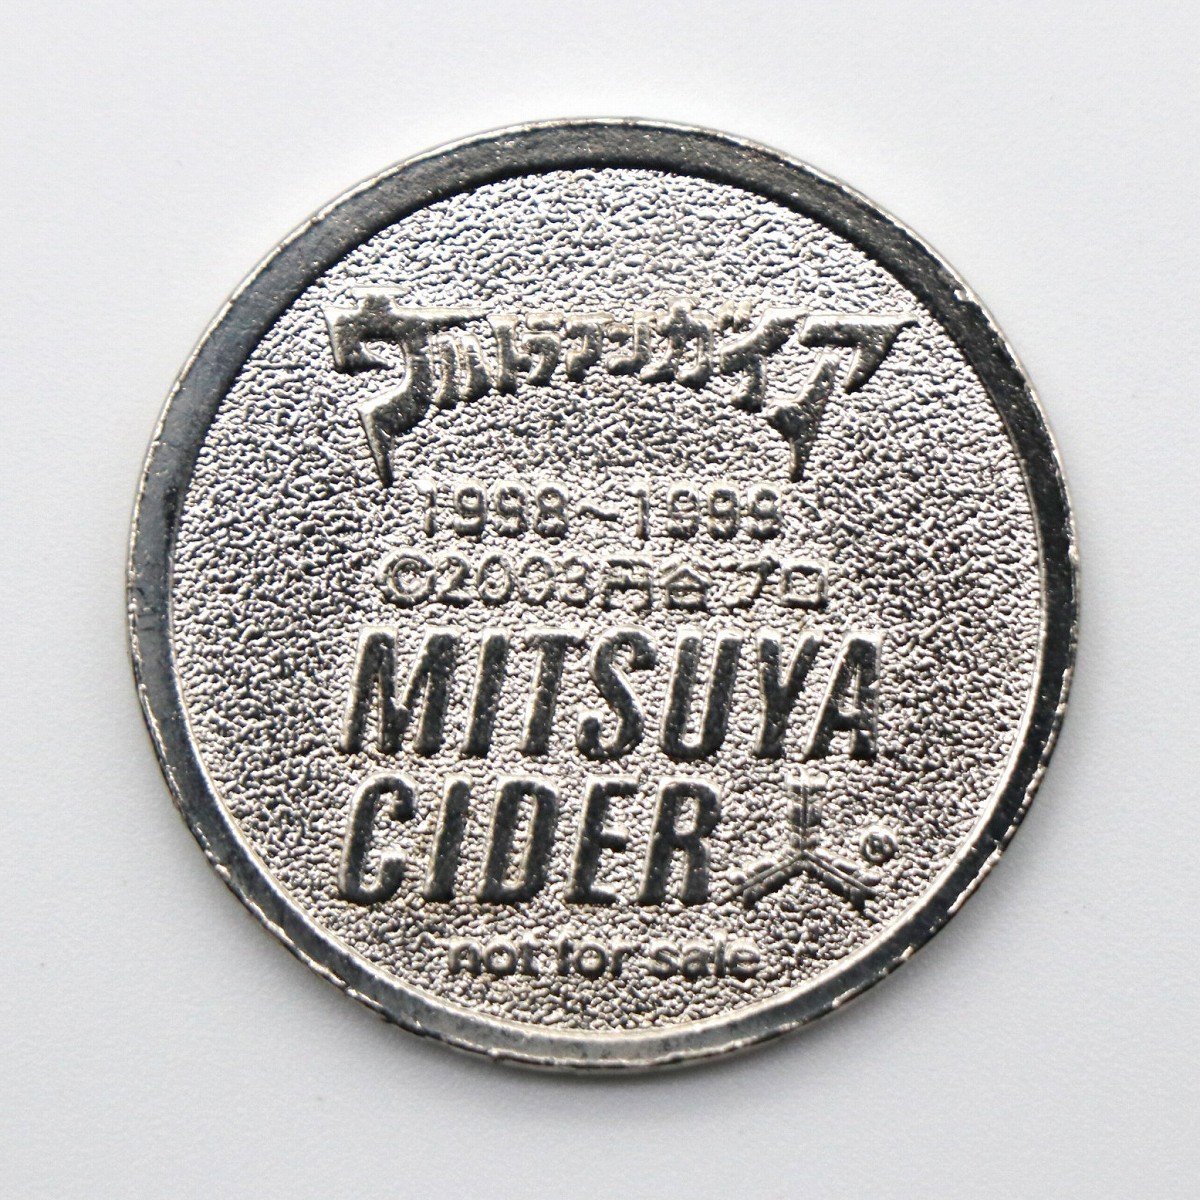 ウルトラマンガイア
1998~1999
©2003円谷プロ
MITSUYA
CIDER ®
not for sale